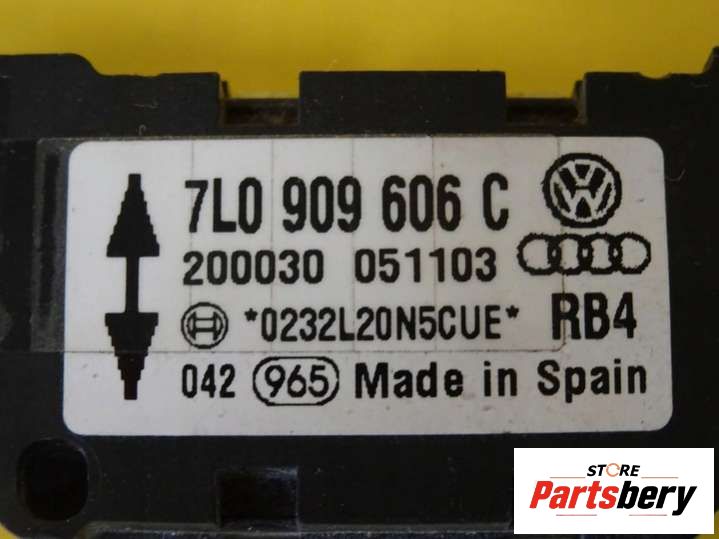 7L0 909 606 C
200030 051103
*0232L20N5CUE* RB4
042 965 Made in Spain
STORE
Partsbery